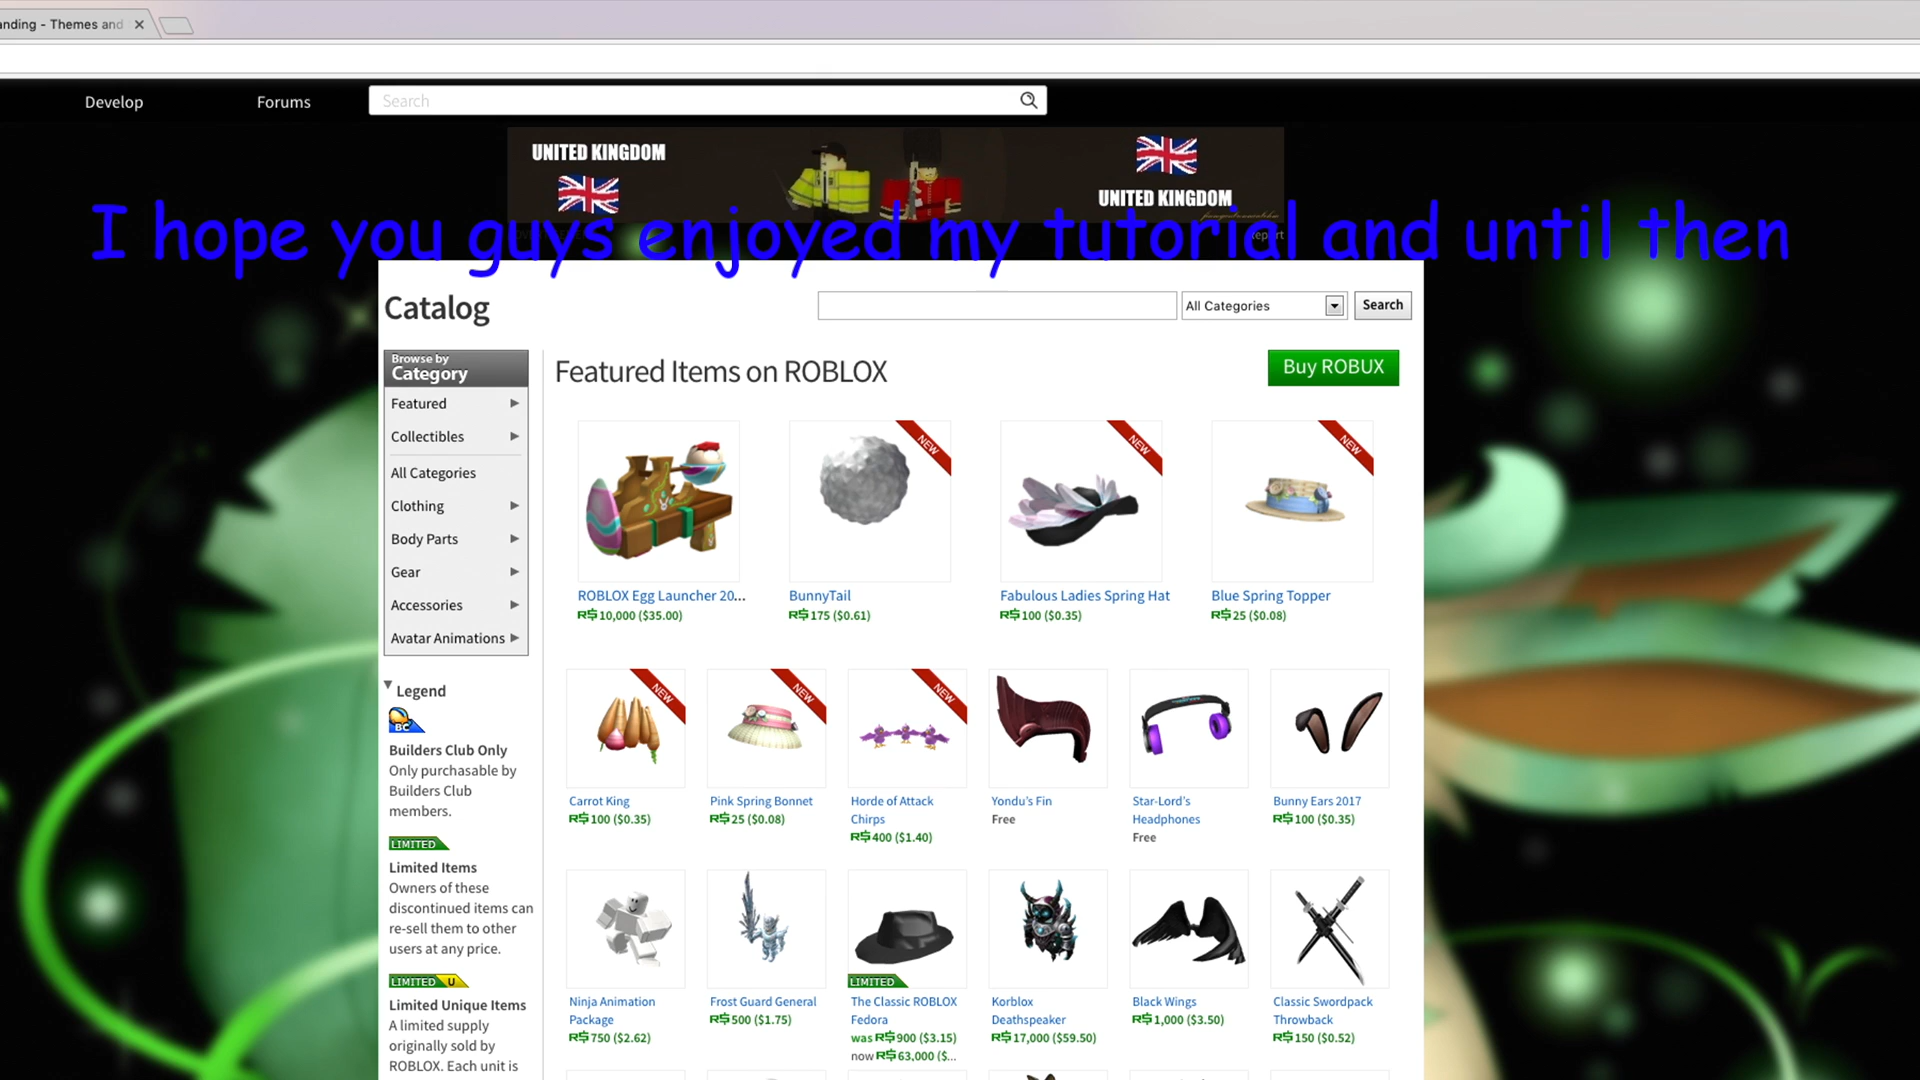 anding - Themes and
Develop
Forums
Search
UNITED KINGDOM
UNITED KINGDOM
I hope you guys enjoyed my tutorial and until then
Catalog
All Categories
Search
Browse by
Category
Featured
Collectibles
All Categories
Clothing
Body Parts
Gear
Accessories
Avatar Animations
Legend
BC
Builders Club Only
Only purchasable by
Builders Club
members.
LIMITED
Limited Items
Owners of these
discontinued items can
re-sell them to other
users at any price.
LIMITED U
Limited Unique Items
A limited supply
originally sold by
ROBLOX. Each unit is
Featured Items on ROBLOX
Buy ROBUX
NEW
NEW
NEW
ROBLOX Egg Launcher 20...
R$ 10,000 ($35.00)
BunnyTail
R$ 175 ($0.61)
Fabulous Ladies Spring Hat
R$ 100 ($0.35)
Blue Spring Topper
R$ 25 ($0.08)
NEW
NEW
NEW
Carrot King
R$ 100 ($0.35)
Pink Spring Bonnet
R$ 25 ($0.08)
Horde of Attack
Chirps
R$ 400 ($1.40)
Yondu's Fin
Free
Star-Lord's
Headphones
Free
Bunny Ears 2017
R$ 100 ($0.35)
Ninja Animation
Package
R$ 750 ($2.62)
Frost Guard General
R$ 500 ($1.75)
LIMITED
The Classic ROBLOX
Fedora
was R$ 900 ($3.15)
now R$ 63,000 ($...
Korblox
Deathspeaker
R$ 17,000 ($59.50)
Black Wings
R$ 1,000 ($3.50)
Classic Swordpack
Throwback
R$ 150 ($0.52)